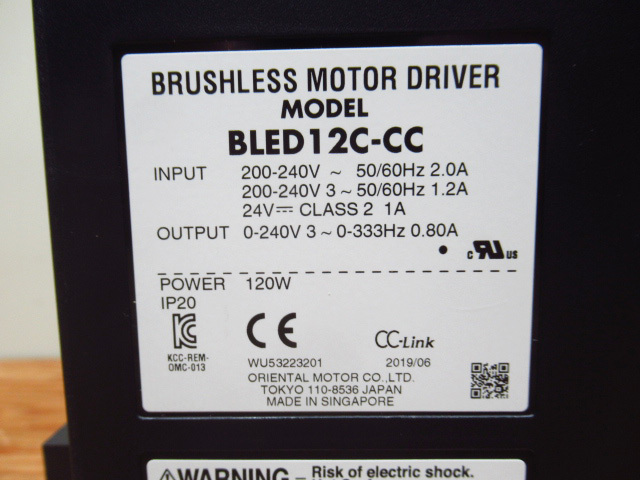 BRUSHLESS MOTOR DRIVER
MODEL
BLED12C-CC
INPUT 200-240V ~ 50/60Hz 2.0A
200-240V 3~ 50/60Hz 1.2A
24V⎓ CLASS 2 1A
OUTPUT 0-240V 3~ 0-333Hz 0.80A
c RU US
POWER 120W
IP20
KCC-REM-
OMC-013
CE
WU53223201
CC-Link
2019/06
ORIENTAL MOTOR CO.,LTD.
TOKYO 110-8536 JAPAN
MADE IN SINGAPORE
WARNING – Risk of electric shock.